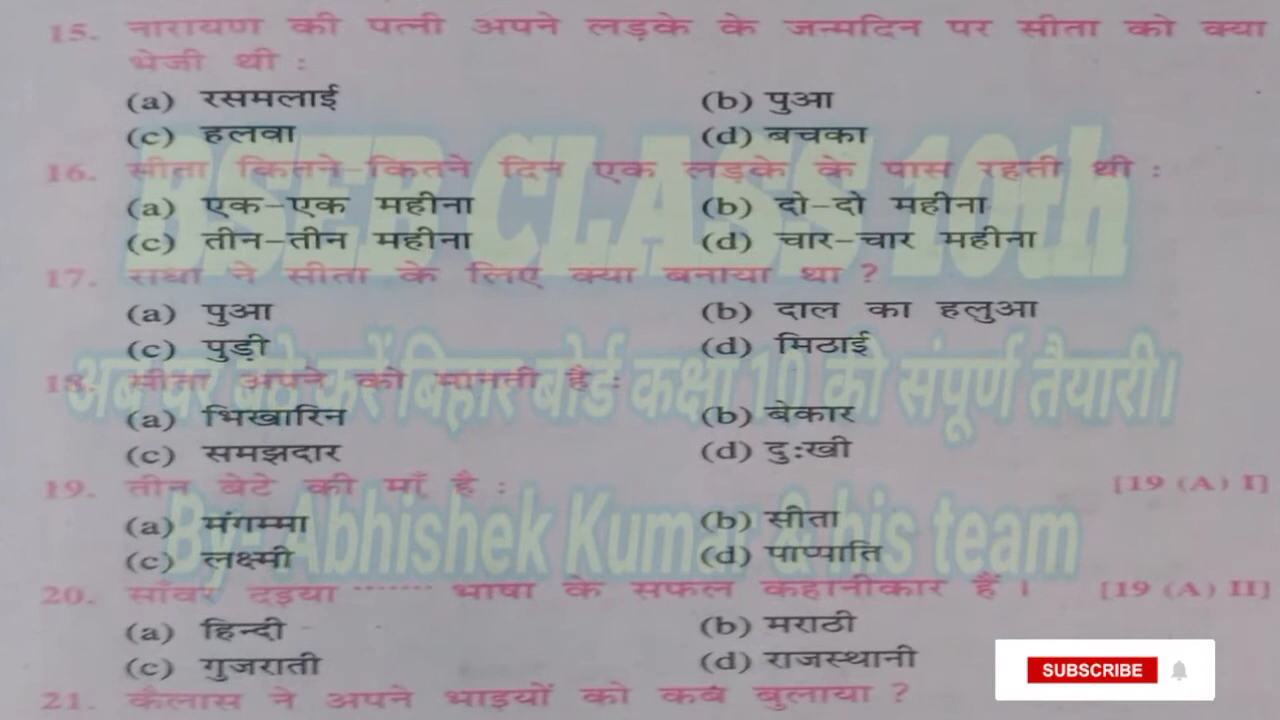 15. नारायण की पत्नी अपने लड़के के जन्मदिन पर सीता को क्या
भेजी थी :
(a) रसमलाई (b) पुआ
(c) हलवा (d) बचका
16. सीता कितने-कितने दिन एक लड़के के पास रहती थी :
(a) एक-एक महीना (b) दो-दो महीना
(c) तीन-तीन महीना (d) चार-चार महीना
17. राधा ने सीता के लिए क्या बनाया था ?
(a) पुआ (b) दाल का हलुआ
(c) पुड़ी (d) मिठाई
18. सीता अपने को मानती है :
(a) भिखारिन (b) बेकार
(c) समझदार (d) दुःखी
19. तीन बेटे की माँ है : [19 (A) I]
(a) मंगम्मा (b) सीता
(c) लक्ष्मी (d) पाप्पाति
20. साँवर दइया ······· भाषा के सफल कहानीकार हैं । [19 (A) II]
(a) हिन्दी (b) मराठी
(c) गुजराती (d) राजस्थानी
21. कैलास ने अपने भाइयों को कब बुलाया ?
BSEB CLASS 10th
अब घर बैठे करें बिहार बोर्ड कक्षा 10 की संपूर्ण तैयारी।
By- Abhishek Kumar & his team
SUBSCRIBE